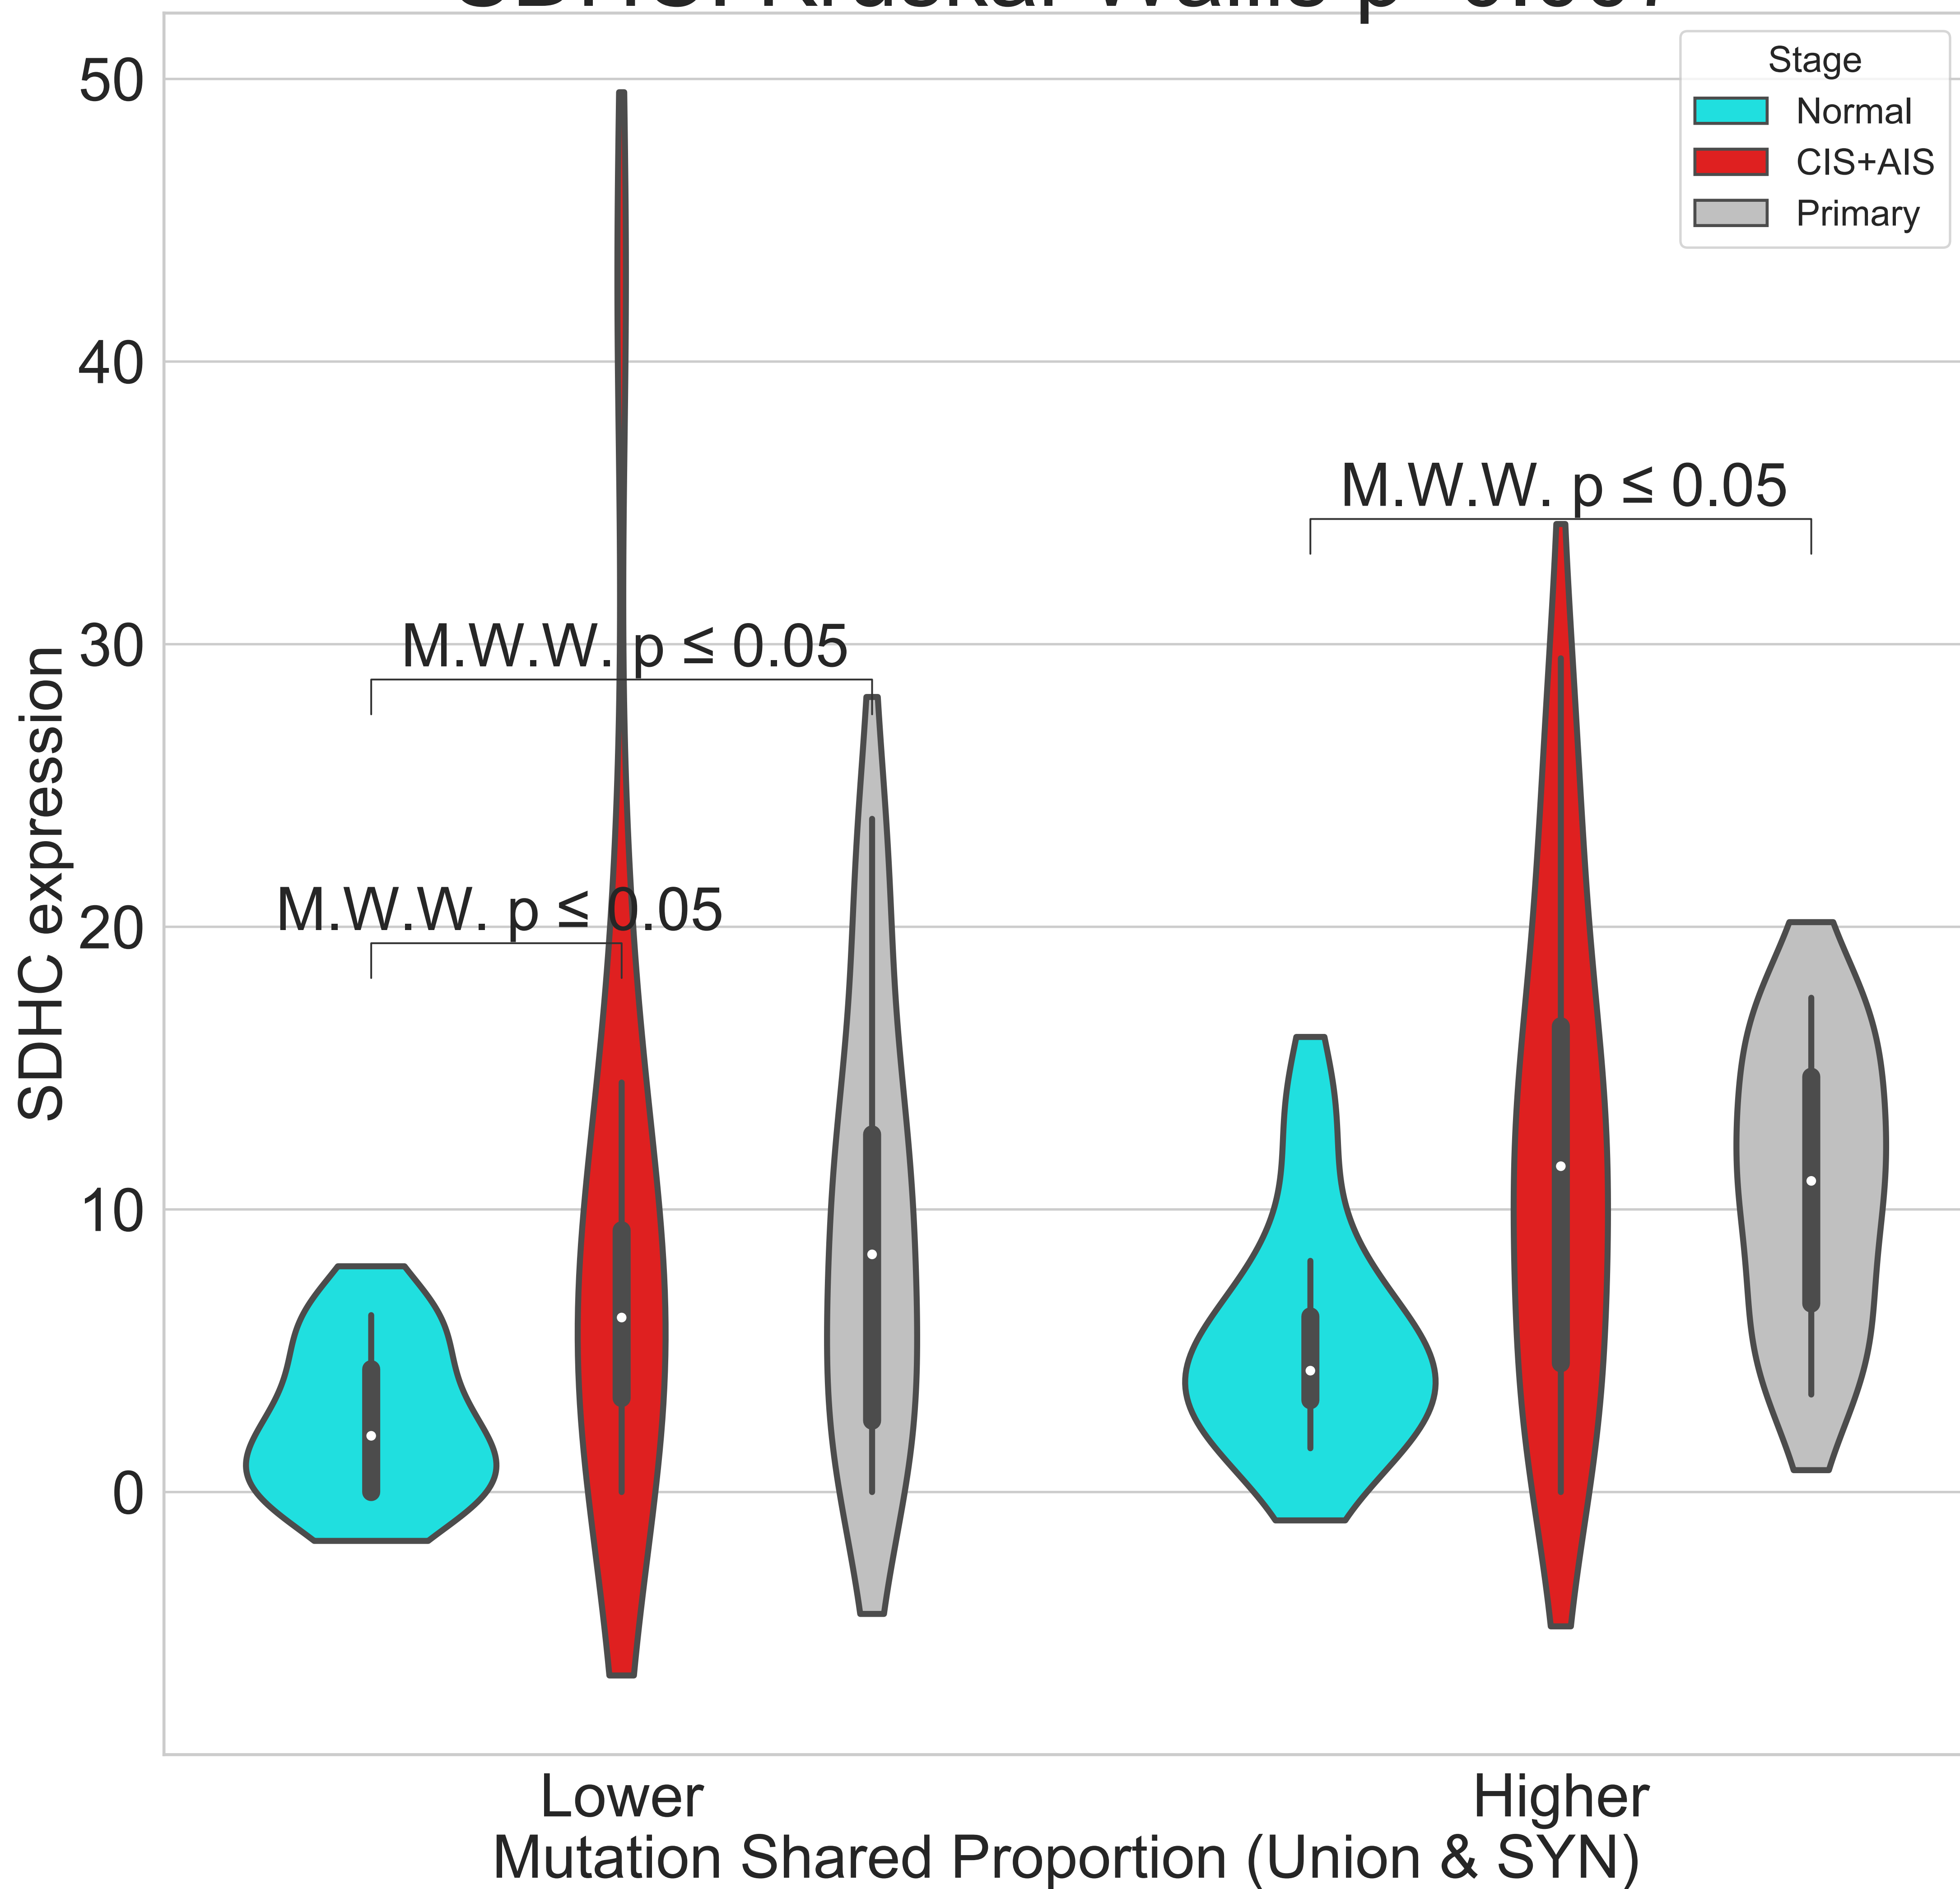 50
40
30
20
10
0
SDHC expression
Stage
Normal
CIS+AIS
Primary
M.W.W. p ≤ 0.05
M.W.W. p ≤ 0.05
M.W.W. p ≤ 0.05
Lower
Higher
Mutation Shared Proportion (Union & SYN)